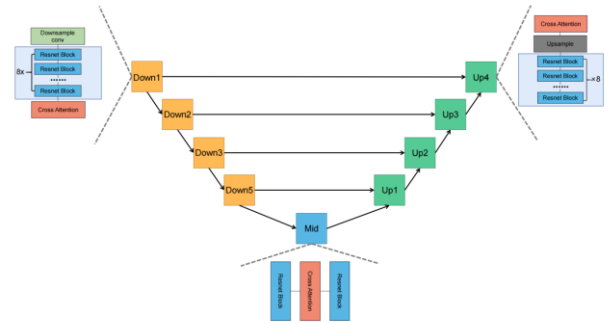 Downsample
conv
Resnet Block
Resnet Block
......
Resnet Block
8x
Cross Attention
Down1
Down2
Down3
Down5
Mid
Up1
Up2
Up3
Up4
Cross Attention
Upsample
Resnet Block
Resnet Block
......
Resnet Block
×8
Resnet Block
Cross Attention
Resnet Block